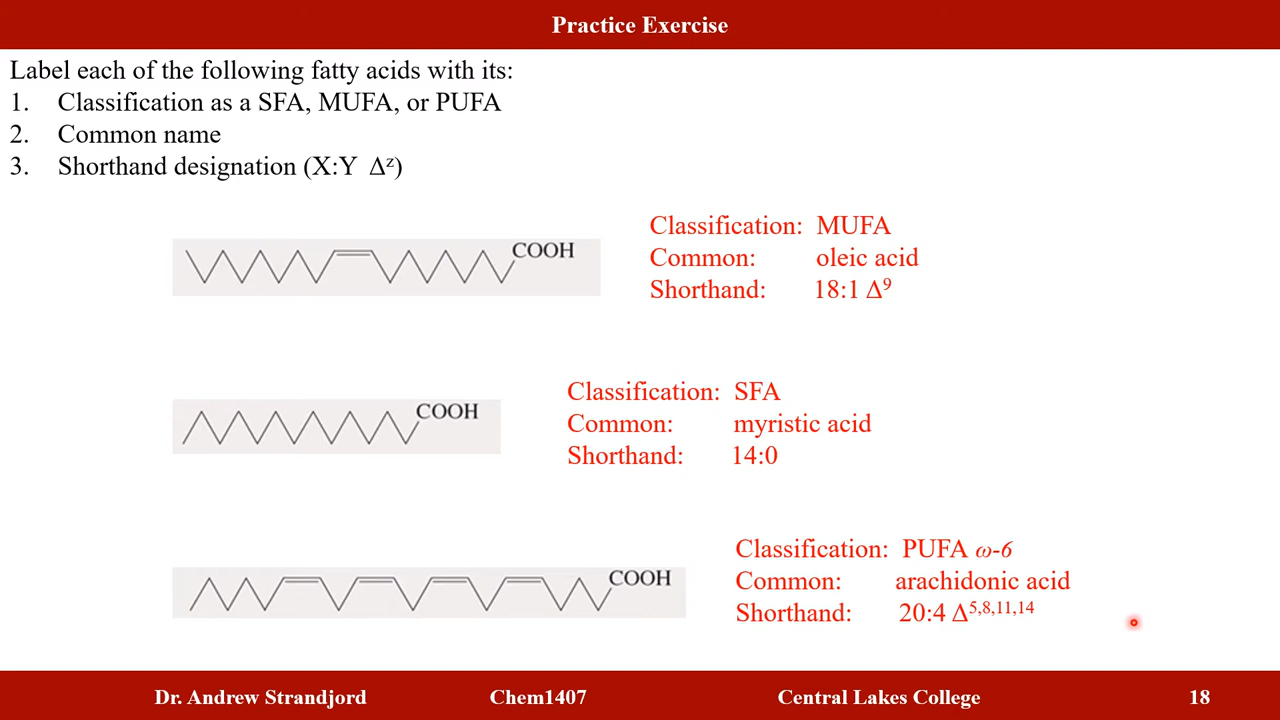 Practice Exercise
Label each of the following fatty acids with its:
1. Classification as a SFA, MUFA, or PUFA
2. Common name
3. Shorthand designation (X:Y Δᶻ)
COOH
Classification: MUFA
Common: oleic acid
Shorthand: 18:1 Δ⁹
COOH
Classification: SFA
Common: myristic acid
Shorthand: 14:0
COOH
Classification: PUFA ω-6
Common: arachidonic acid
Shorthand: 20:4 Δ⁵,⁸,¹¹,¹⁴
Dr. Andrew Strandjord Chem1407 Central Lakes College 18